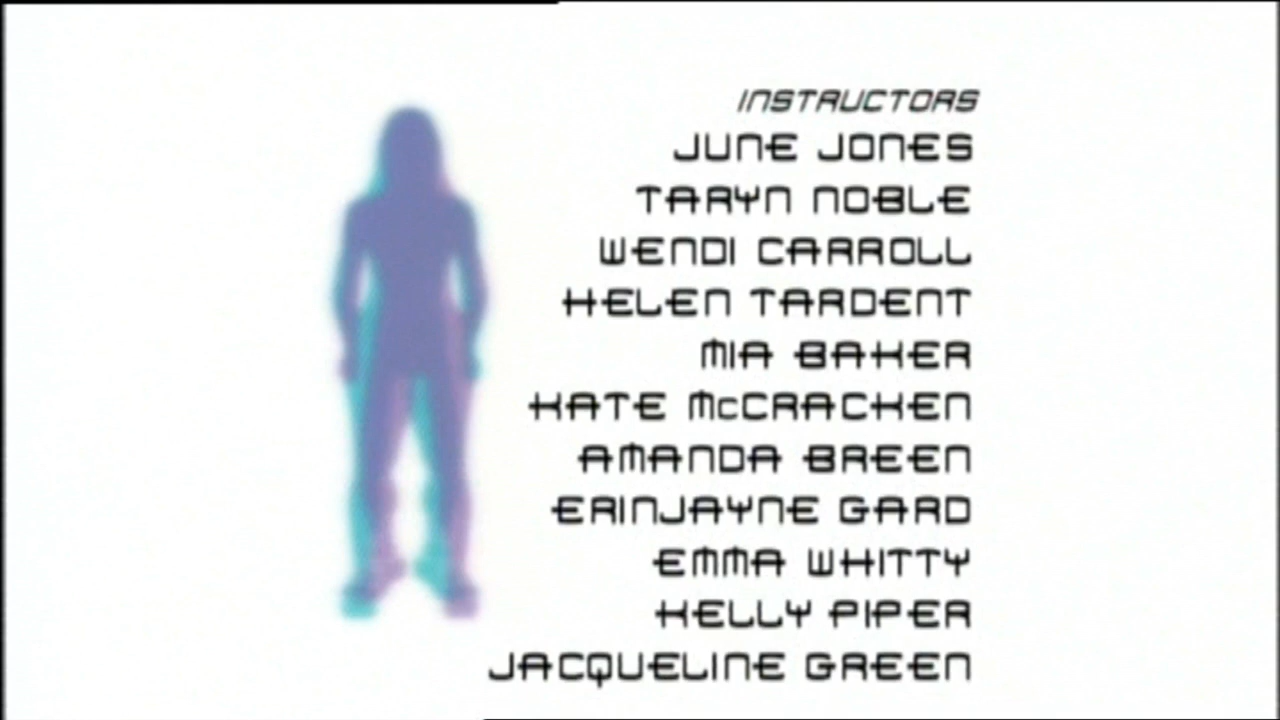 INSTRUCTORS
JUNE JONES
TARYN NOBLE
WENDI CARROLL
HELEN TARDENT
MIA BAKER
KATE McCRACKEN
AMANDA BREEN
ERINJAYNE GARD
EMMA WHITTY
KELLY PIPER
JACQUELINE GREEN